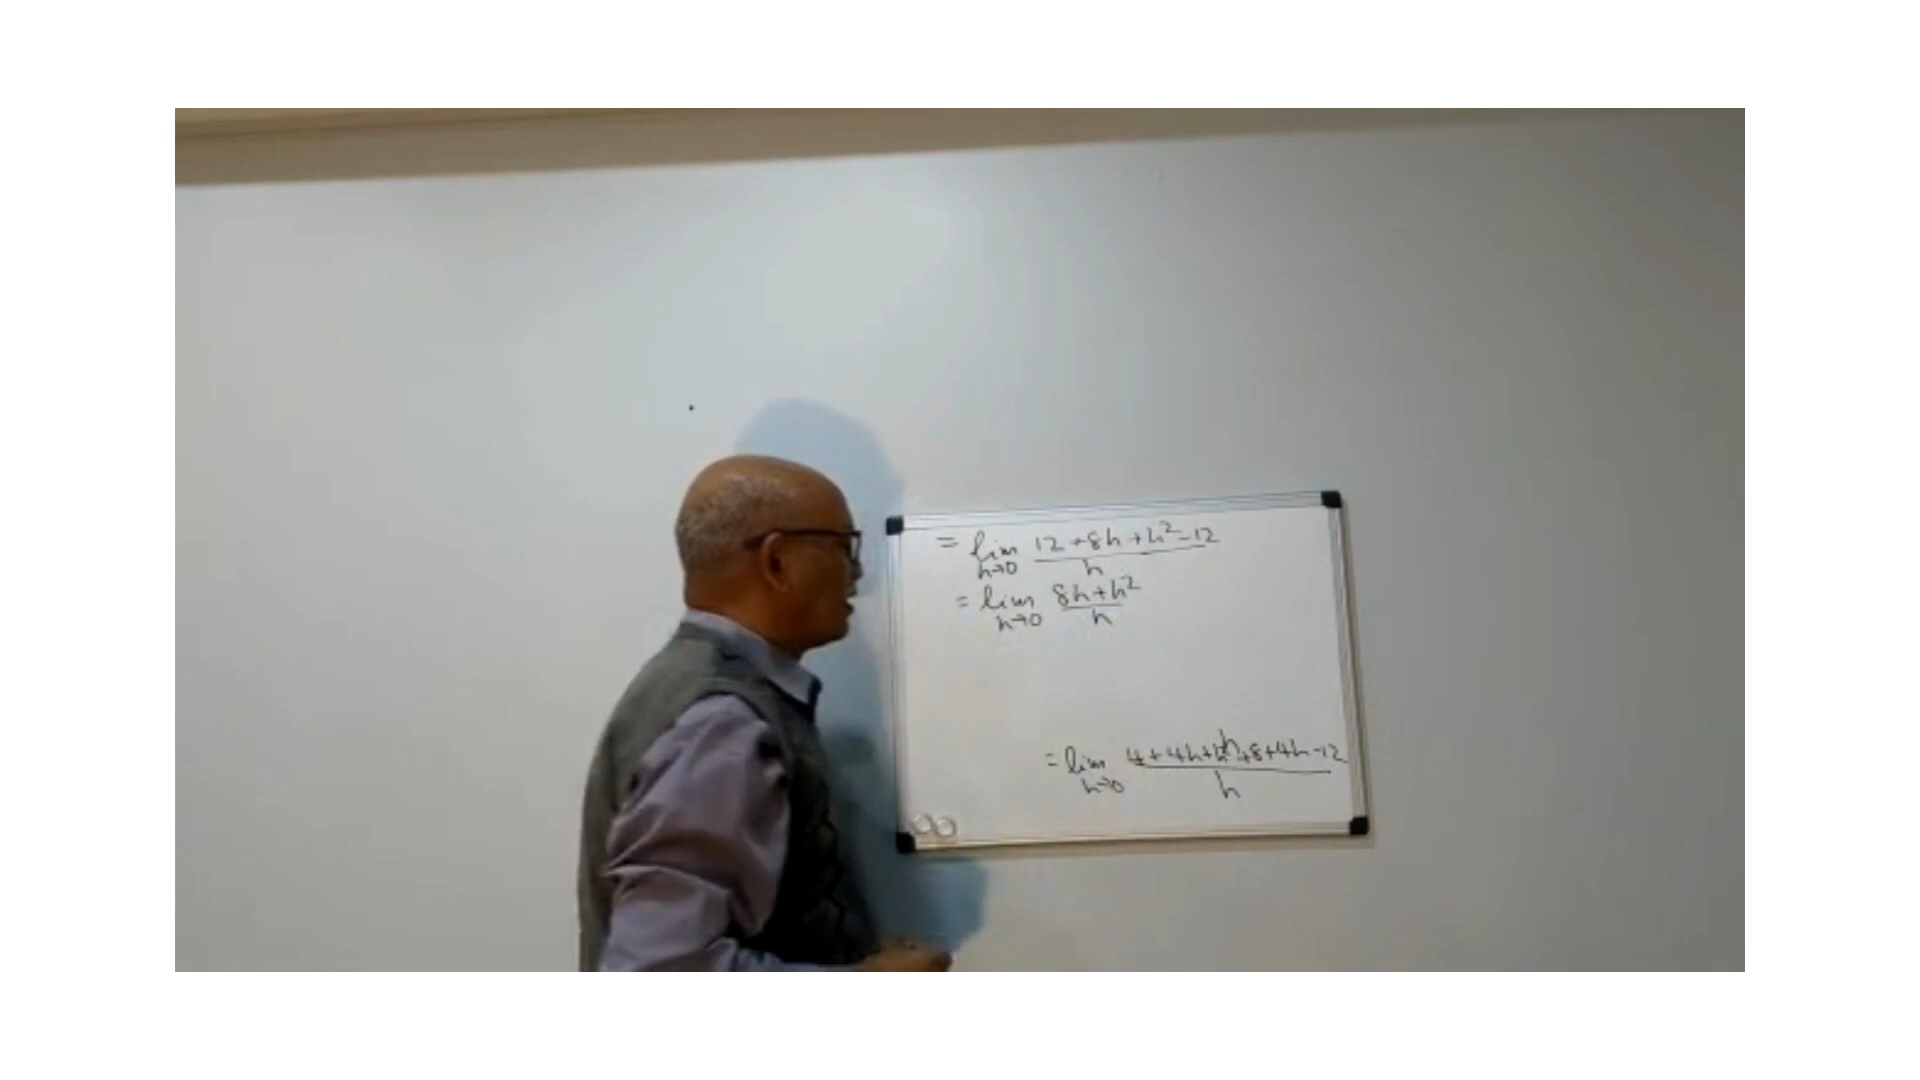 = lim 12+8h+h²-12
h→0 h
= lim 8h+h²
h→0 h
= lim 4+4h+h²+8+4h-12
h→0 h